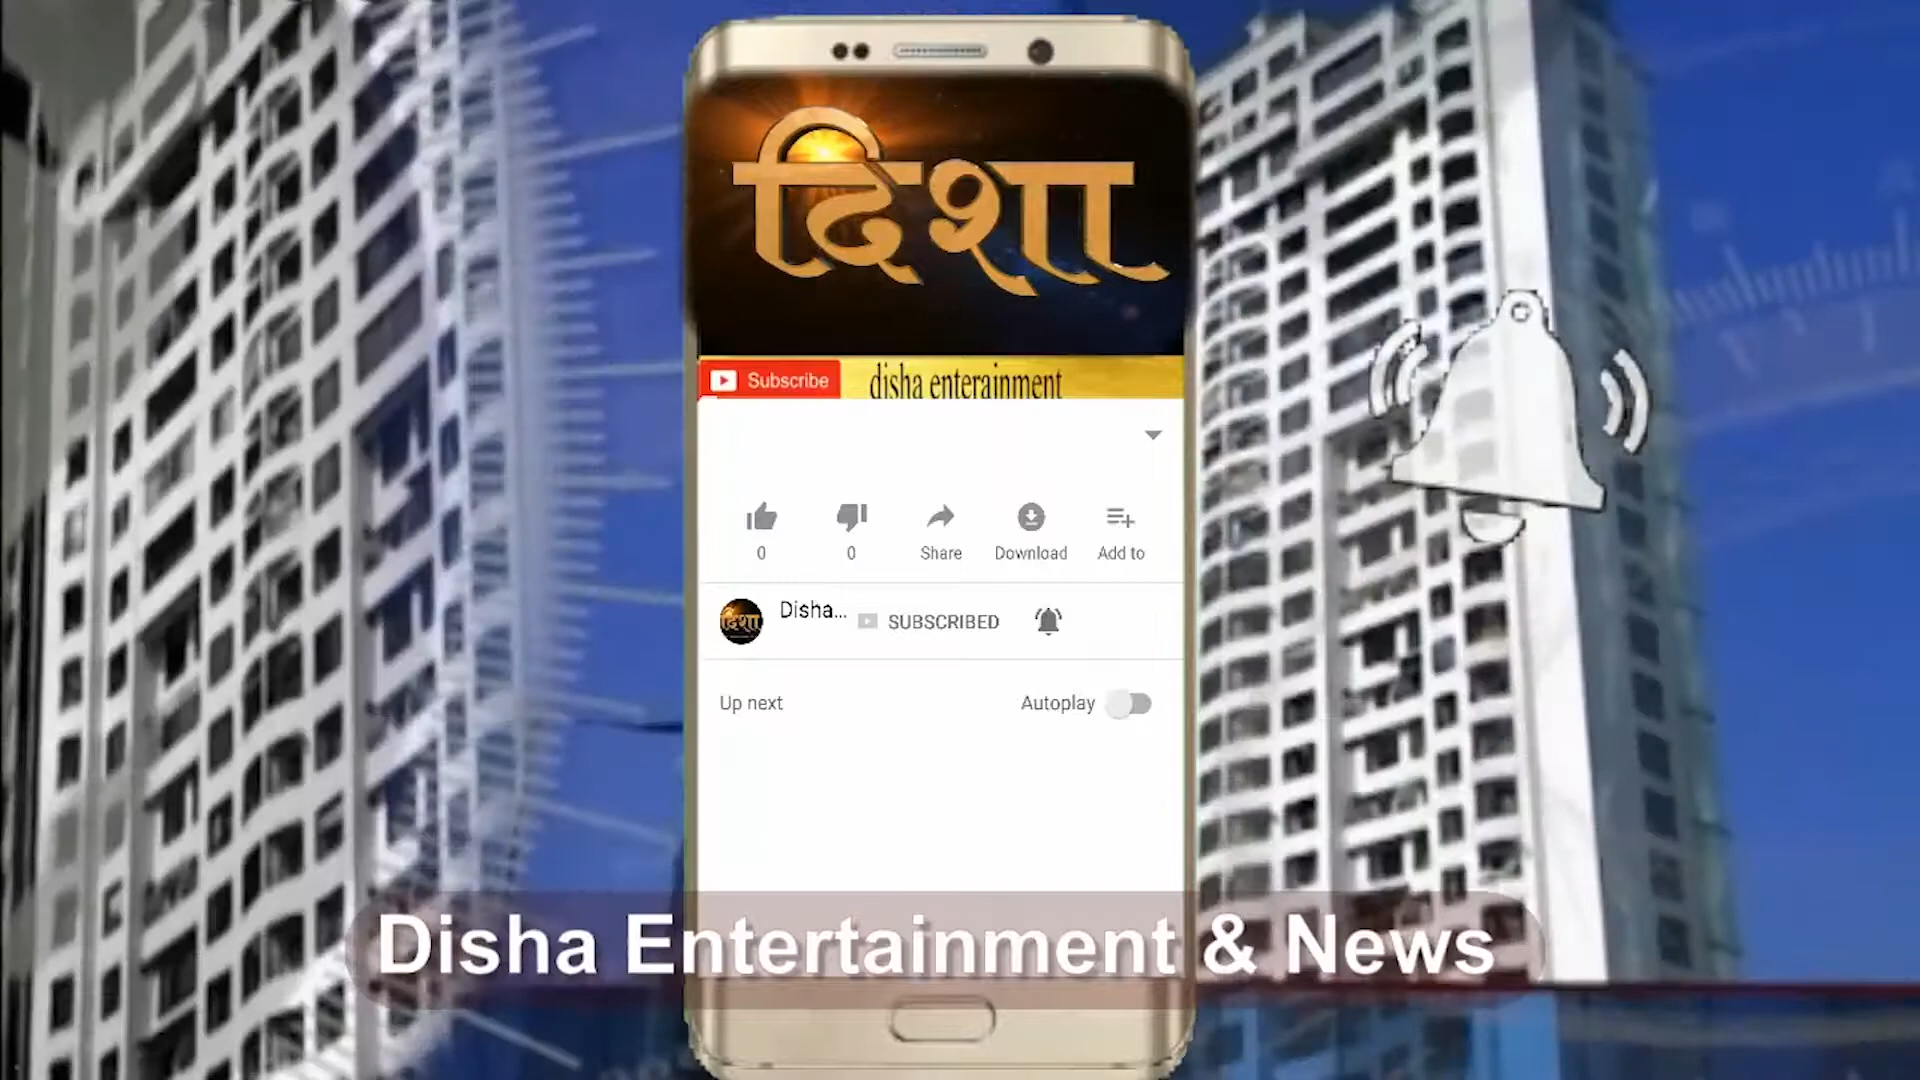 दिशा
Subscribe
disha enterainment
0
0
Share
Download
Add to
दिशा
Disha...
SUBSCRIBED
Up next
Autoplay
Disha Entertainment & News